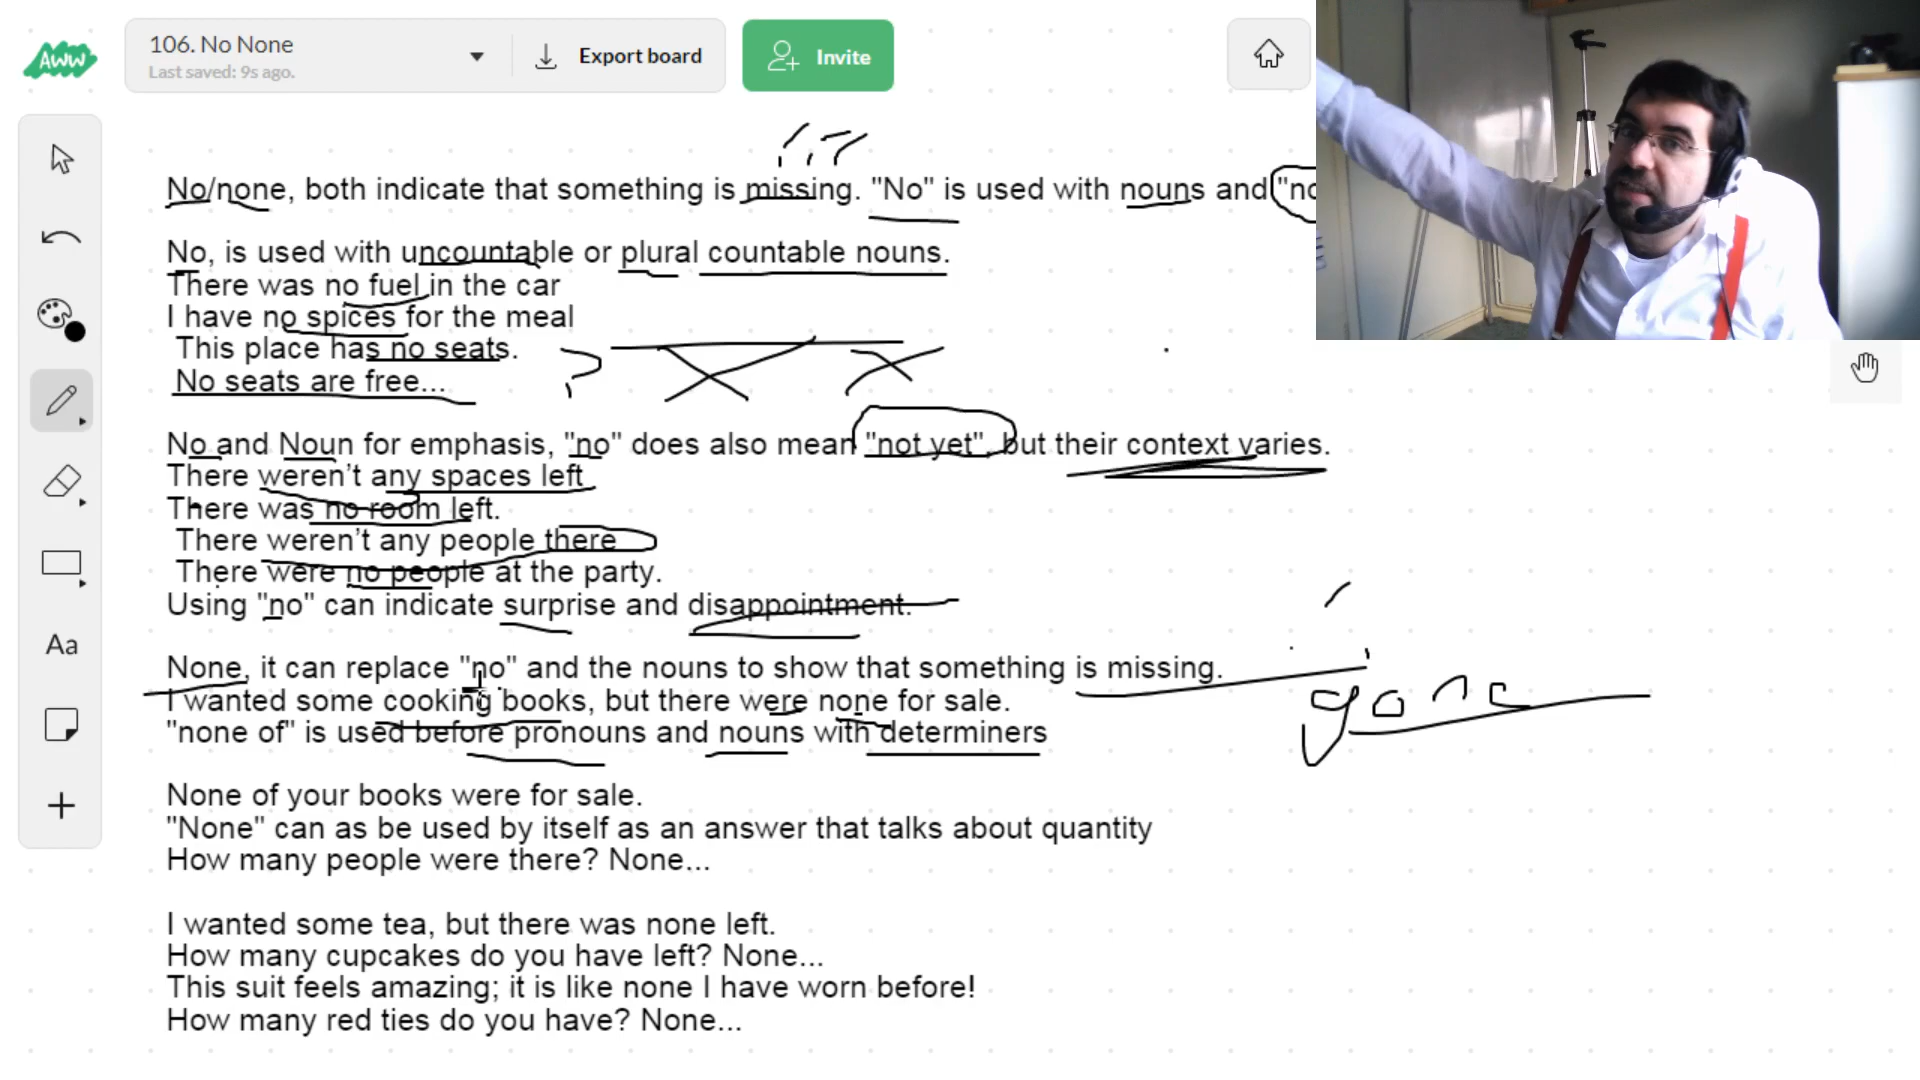 AWW
106. No None
Last saved: 9s ago.
Export board
Invite
No/none, both indicate that something is missing. "No" is used with nouns and "no
No, is used with uncountable or plural countable nouns.
There was no fuel in the car
I have no spices for the meal
This place has no seats.
No seats are free...
No and Noun for emphasis, "no" does also mean "not yet", but their context varies.
There weren't any spaces left
There was no room left.
There weren't any people there
There were no people at the party.
Using "no" can indicate surprise and disappointment.
None, it can replace "no" and the nouns to show that something is missing.
I wanted some cooking books, but there were none for sale.
gone
"none of" is used before pronouns and nouns with determiners
None of your books were for sale.
"None" can as be used by itself as an answer that talks about quantity
How many people were there? None...
I wanted some tea, but there was none left.
How many cupcakes do you have left? None...
This suit feels amazing; it is like none I have worn before!
How many red ties do you have? None...
Aa